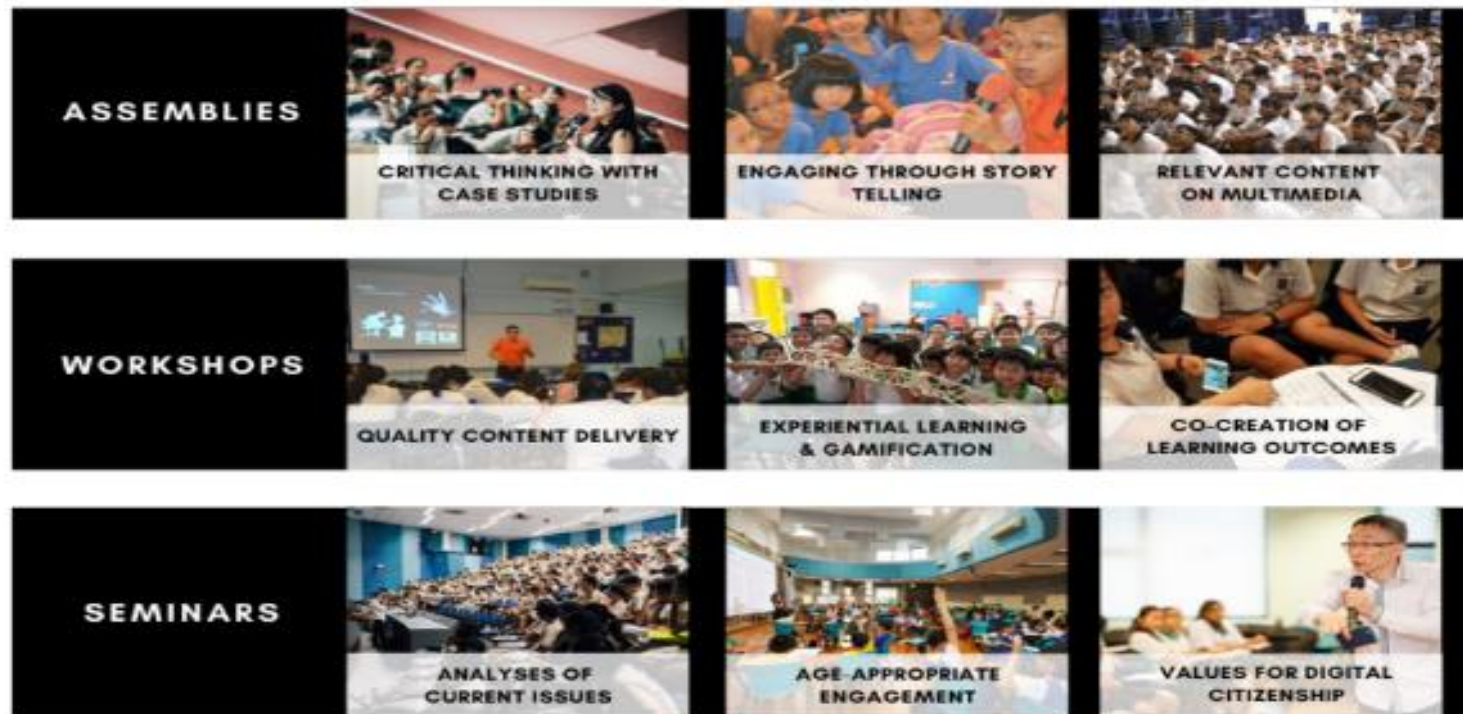 ASSEMBLIES
CRITICAL THINKING WITH
CASE STUDIES
ENGAGING THROUGH STORY
TELLING
RELEVANT CONTENT
ON MULTIMEDIA
WORKSHOPS
QUALITY CONTENT DELIVERY
EXPERIENTIAL LEARNING
& GAMIFICATION
CO-CREATION OF
LEARNING OUTCOMES
SEMINARS
ANALYSES OF
CURRENT ISSUES
AGE-APPROPRIATE
ENGAGEMENT
VALUES FOR DIGITAL
CITIZENSHIP